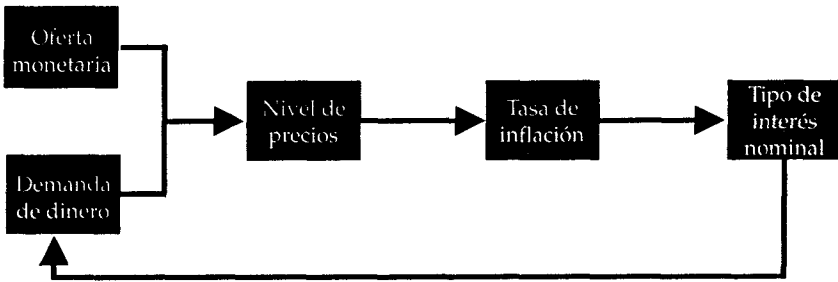 Oferta
monetaria
Nivel de
precios
Tasa de
inflación
Tipo de
interés
nominal
Demanda
de dinero